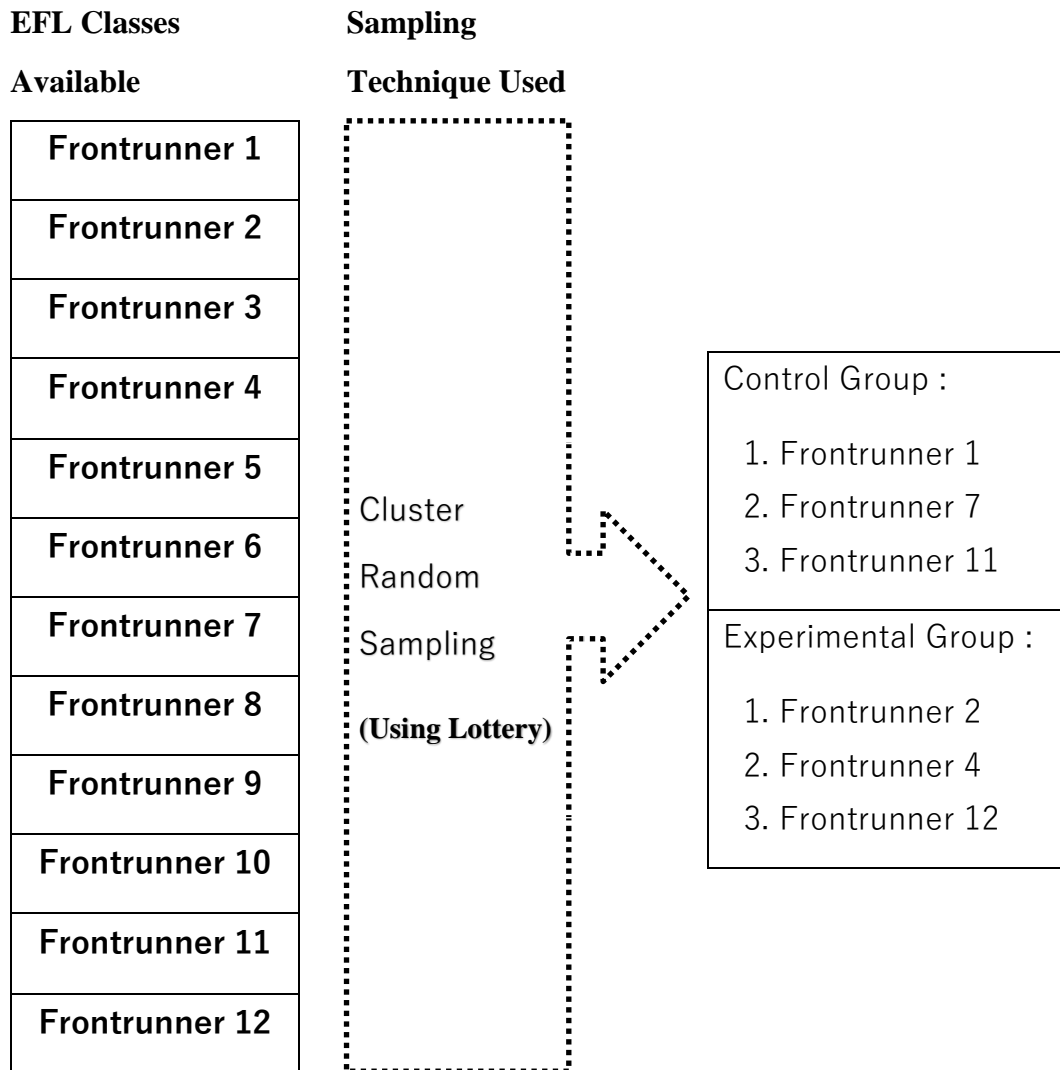 EFL Classes
Available
Frontrunner 1
Frontrunner 2
Frontrunner 3
Frontrunner 4
Frontrunner 5
Frontrunner 6
Frontrunner 7
Frontrunner 8
Frontrunner 9
Frontrunner 10
Frontrunner 11
Frontrunner 12
Sampling
Technique Used
Cluster
Random
Sampling
(Using Lottery)
Control Group :
1. Frontrunner 1
2. Frontrunner 7
3. Frontrunner 11
Experimental Group :
1. Frontrunner 2
2. Frontrunner 4
3. Frontrunner 12